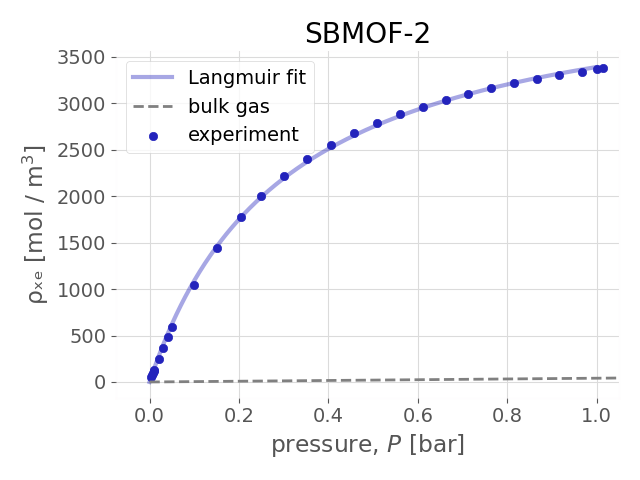 SBMOF-2
Langmuir fit
bulk gas
experiment
ρₓₑ [mol / m³]
3500
3000
2500
2000
1500
1000
500
0
0.0 0.2 0.4 0.6 0.8 1.0
pressure, P [bar]